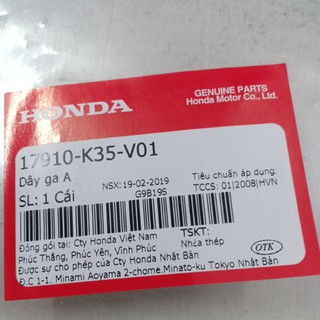 HONDA
GENUINE PARTS
Honda Motor Co., Ltd.
17910-K35-V01
Dây ga A
SL: 1 Cái
NSX:19-02-2019
G9B19S
Tiêu chuẩn áp dụng:
TCCS: 01|2008|HVN
Đóng gói tại: Cty Honda Việt Nam
Phúc Thắng, Phúc Yên, Vĩnh Phúc
TSKT:
Nhựa thép
Được sự cho phép của Cty Honda Nhật Bản
Đ.C 1-1. Minami Aoyama 2-chome.Minato-ku Tokyo Nhật Bản
OTK